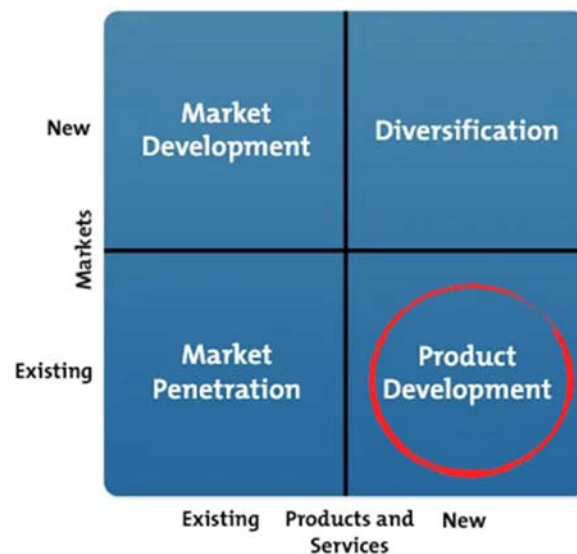 New
Market
Development
Diversification
Markets
Existing
Market
Penetration
Product
Development
Existing
Products and
Services
New